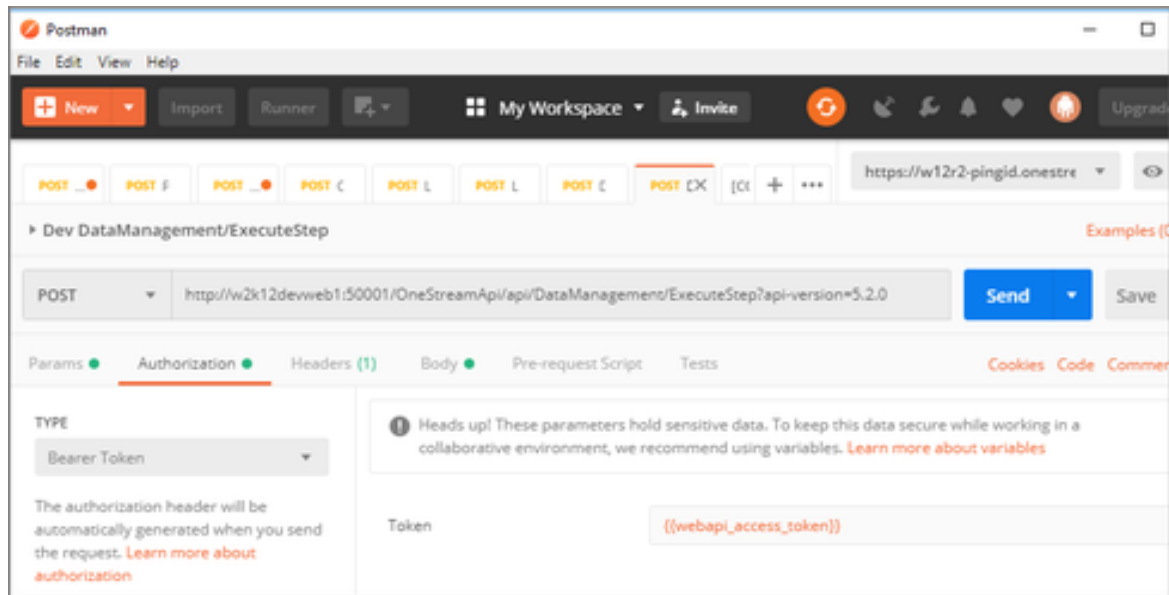 Postman
File Edit View Help
New Import Runner My Workspace Invite Upgrad
POST _ POST F POST _ POST C POST L POST L POST POST X + ••• https://w12r2-pingid.onestre
Dev DataManagement/ExecuteStep Examples (0
POST http://w2k12devweb1:50001/OneStreamApi/api/DataManagement/ExecuteStep?api-version=5.2.0 Send Save
Params Authorization Headers (1) Body Pre-request Script Tests Cookies Code Commen
TYPE
Bearer Token
The authorization header will be
automatically generated when you send
the request. Learn more about
authorization
Heads up! These parameters hold sensitive data. To keep this data secure while working in a
collaborative environment, we recommend using variables. Learn more about variables
Token {{webapi_access_token}}